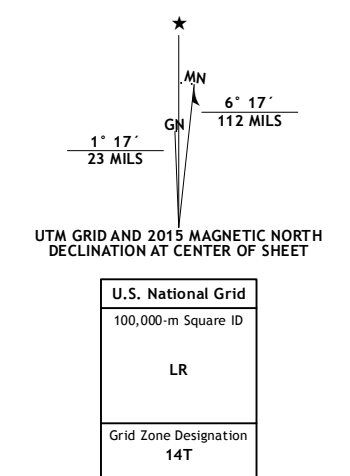 ★
MN
GN
6° 17´
112 MILS
1° 17´
23 MILS
UTM GRID AND 2015 MAGNETIC NORTH
DECLINATION AT CENTER OF SHEET
U.S. National Grid
100,000-m Square ID
LR
Grid Zone Designation
14T